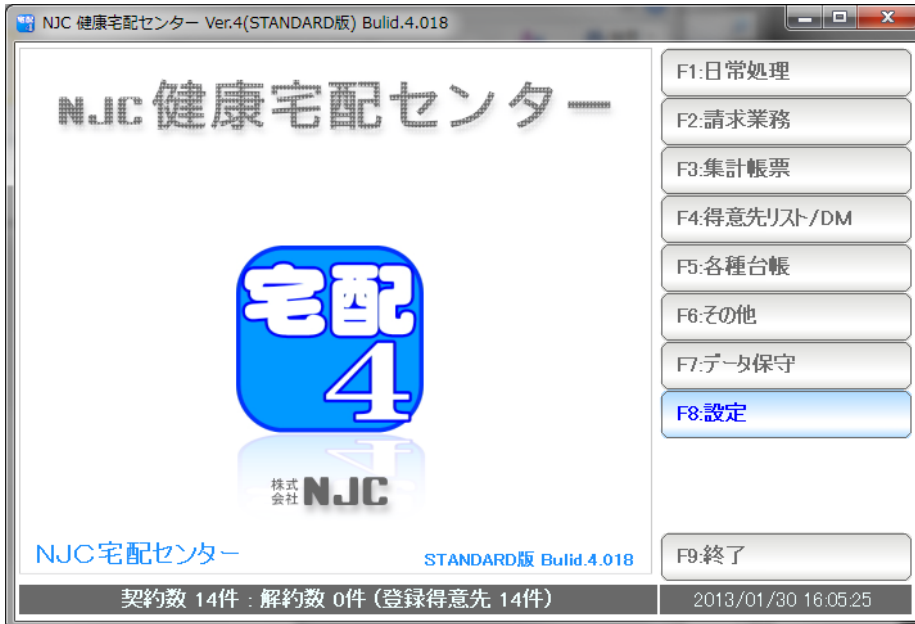 NJC 健康宅配センター Ver.4(STANDARD版) Bulid.4.018
NJC 健康宅配センター
宅配
4
株式会社 NJC
NJC宅配センター
STANDARD版 Bulid.4.018
F1:日常処理
F2:請求業務
F3:集計帳票
F4:得意先リスト/DM
F5:各種台帳
F6:その他
F7:データ保守
F8:設定
F9:終了
契約数 14件 : 解約数 0件 (登録得意先 14件)
2013/01/30 16:05:25